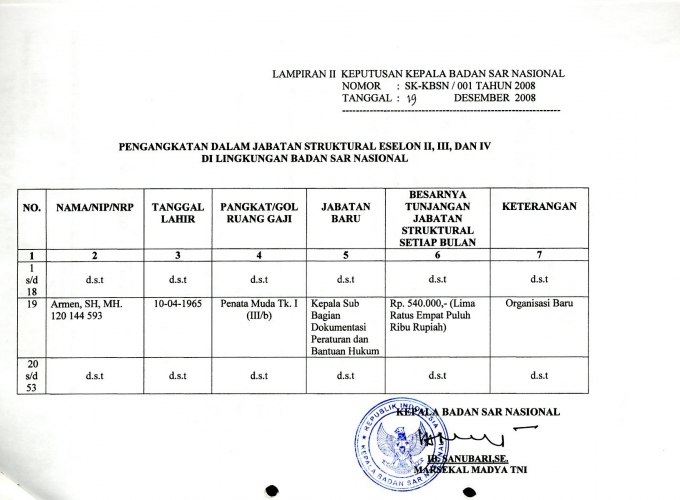 LAMPIRAN II KEPUTUSAN KEPALA BADAN SAR NASIONAL
NOMOR : SK-KBSN / 001 TAHUN 2008
TANGGAL : 19 DESEMBER 2008
PENGANGKATAN DALAM JABATAN STRUKTURAL ESELON II, III, DAN IV
DI LINGKUNGAN BADAN SAR NASIONAL
NO. NAMA/NIP/NRP TANGGAL LAHIR PANGKAT/GOL RUANG GAJI JABATAN BARU BESARNYA TUNJANGAN JABATAN STRUKTURAL SETIAP BULAN KETERANGAN
1 2 3 4 5 6 7
1 s/d 18 d.s.t d.s.t d.s.t d.s.t d.s.t d.s.t
19 Armen, SH, MH. 120 144 593 10-04-1965 Penata Muda Tk. I (III/b) Kepala Sub Bagian Dokumentasi Peraturan dan Bantuan Hukum Rp. 540.000,- (Lima Ratus Empat Puluh Ribu Rupiah) Organisasi Baru
20 s/d 53 d.s.t d.s.t d.s.t d.s.t d.s.t d.s.t
KEPALA BADAN SAR NASIONAL
REPUBLIK INDONESIA
KEPALA BADAN SAR NASIONAL
IB. SANUBARI,SE.
MARSEKAL MADYA TNI